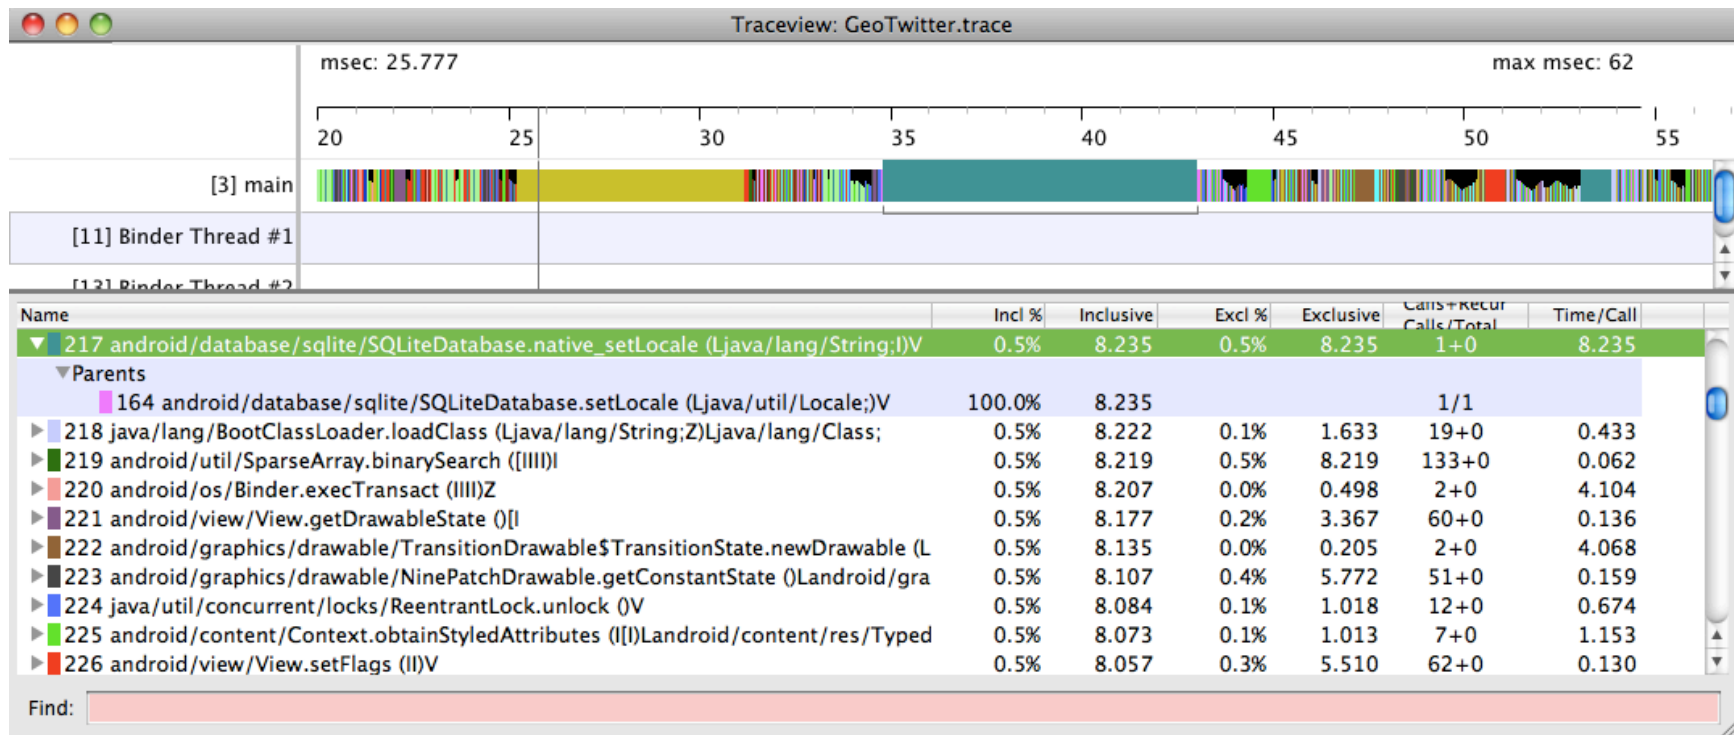 Traceview: GeoTwitter.trace
msec: 25.777 max msec: 62
20 25 30 35 40 45 50 55
[3] main
[11] Binder Thread #1
[13] Binder Thread #2
Name Incl % Inclusive Excl % Exclusive Calls+Recur Calls/Total Time/Call
217 android/database/sqlite/SQLiteDatabase.native_setLocale (Ljava/lang/String;I)V 0.5% 8.235 0.5% 8.235 1+0 8.235
Parents
164 android/database/sqlite/SQLiteDatabase.setLocale (Ljava/util/Locale;)V 100.0% 8.235 1/1
218 java/lang/BootClassLoader.loadClass (Ljava/lang/String;Z)Ljava/lang/Class; 0.5% 8.222 0.1% 1.633 19+0 0.433
219 android/util/SparseArray.binarySearch ([IIII)I 0.5% 8.219 0.5% 8.219 133+0 0.062
220 android/os/Binder.execTransact (IIII)Z 0.5% 8.207 0.0% 0.498 2+0 4.104
221 android/view/View.getDrawableState ()[I 0.5% 8.177 0.2% 3.367 60+0 0.136
222 android/graphics/drawable/TransitionDrawable$TransitionState.newDrawable (L 0.5% 8.135 0.0% 0.205 2+0 4.068
223 android/graphics/drawable/NinePatchDrawable.getConstantState ()Landroid/gra 0.5% 8.107 0.4% 5.772 51+0 0.159
224 java/util/concurrent/locks/ReentrantLock.unlock ()V 0.5% 8.084 0.1% 1.018 12+0 0.674
225 android/content/Context.obtainStyledAttributes (I[I)Landroid/content/res/Typed 0.5% 8.073 0.1% 1.013 7+0 1.153
226 android/view/View.setFlags (II)V 0.5% 8.057 0.3% 5.510 62+0 0.130
Find: